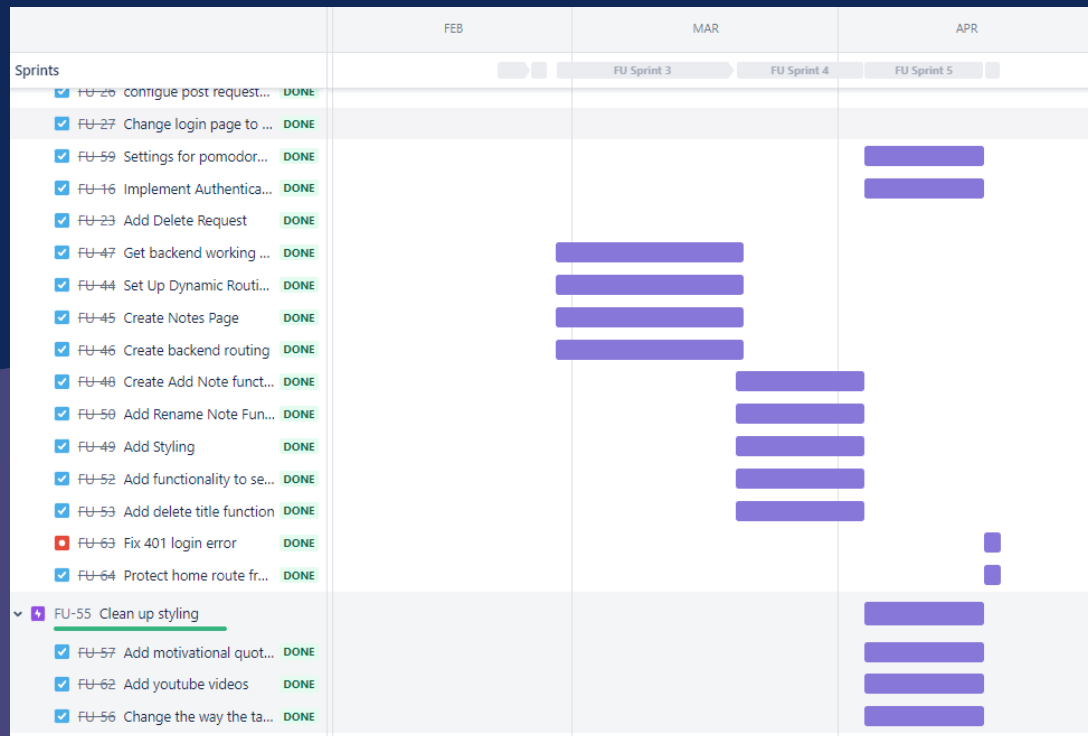 FEB MAR APR
Sprints FU Sprint 3 FU Sprint 4 FU Sprint 5
FU-26 configue post request... DONE
FU-27 Change login page to ... DONE
FU-59 Settings for pomodor... DONE
FU-16 Implement Authentica... DONE
FU-23 Add Delete Request DONE
FU-47 Get backend working ... DONE
FU-44 Set Up Dynamic Routi... DONE
FU-45 Create Notes Page DONE
FU-46 Create backend routing DONE
FU-48 Create Add Note funct... DONE
FU-50 Add Rename Note Fun... DONE
FU-49 Add Styling DONE
FU-52 Add functionality to se... DONE
FU-53 Add delete title function DONE
FU-63 Fix 401 login error DONE
FU-64 Protect home route fr... DONE
FU-55 Clean up styling
FU-57 Add motivational quot... DONE
FU-62 Add youtube videos DONE
FU-56 Change the way the ta... DONE